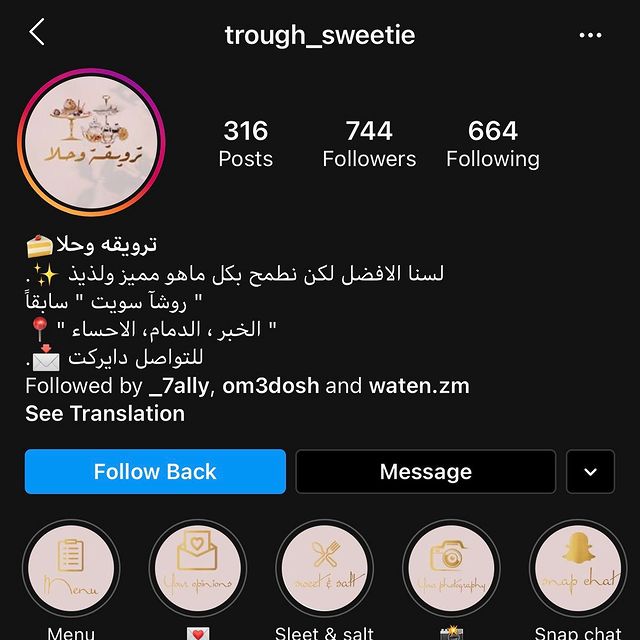 trough_sweetie
ترويقة وحلا
316 744 664
Posts Followers Following
ترويقه وحلا🍰
لسنا الافضل لكن نطمح بكل ماهو مميز ولذيذ ✨.
" روشآ سويت " سابقاً
" الخبر ، الدمام، الاحساء " 📍
للتواصل دايركت 📩.
Followed by _7ally, om3dosh and waten.zm
See Translation
Follow Back Message
Menu Your opinions sweet & salt Your photography snap chat
Menu 💌 Sleet & salt 📸 Snap chat